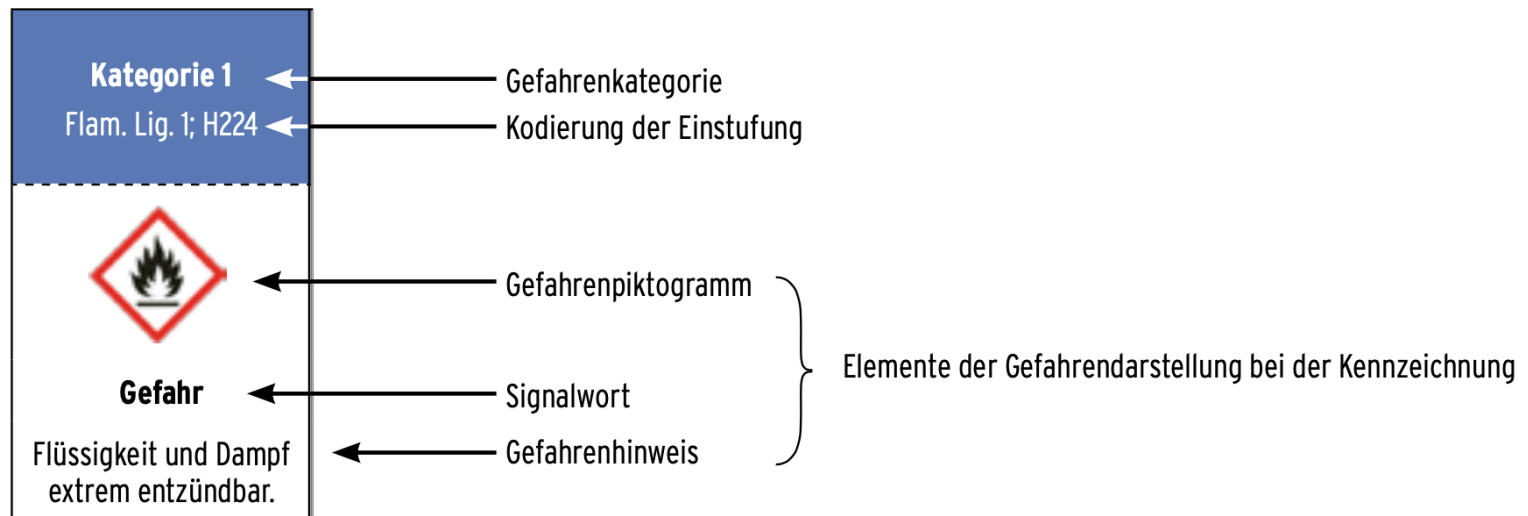 Kategorie 1
Gefahrenkategorie
Flam. Lig. 1; H224
Kodierung der Einstufung
Gefahrenpiktogramm
Elemente der Gefahrendarstellung bei der Kennzeichnung
Gefahr
Signalwort
Gefahrenhinweis
Flüssigkeit und Dampf
extrem entzündbar.